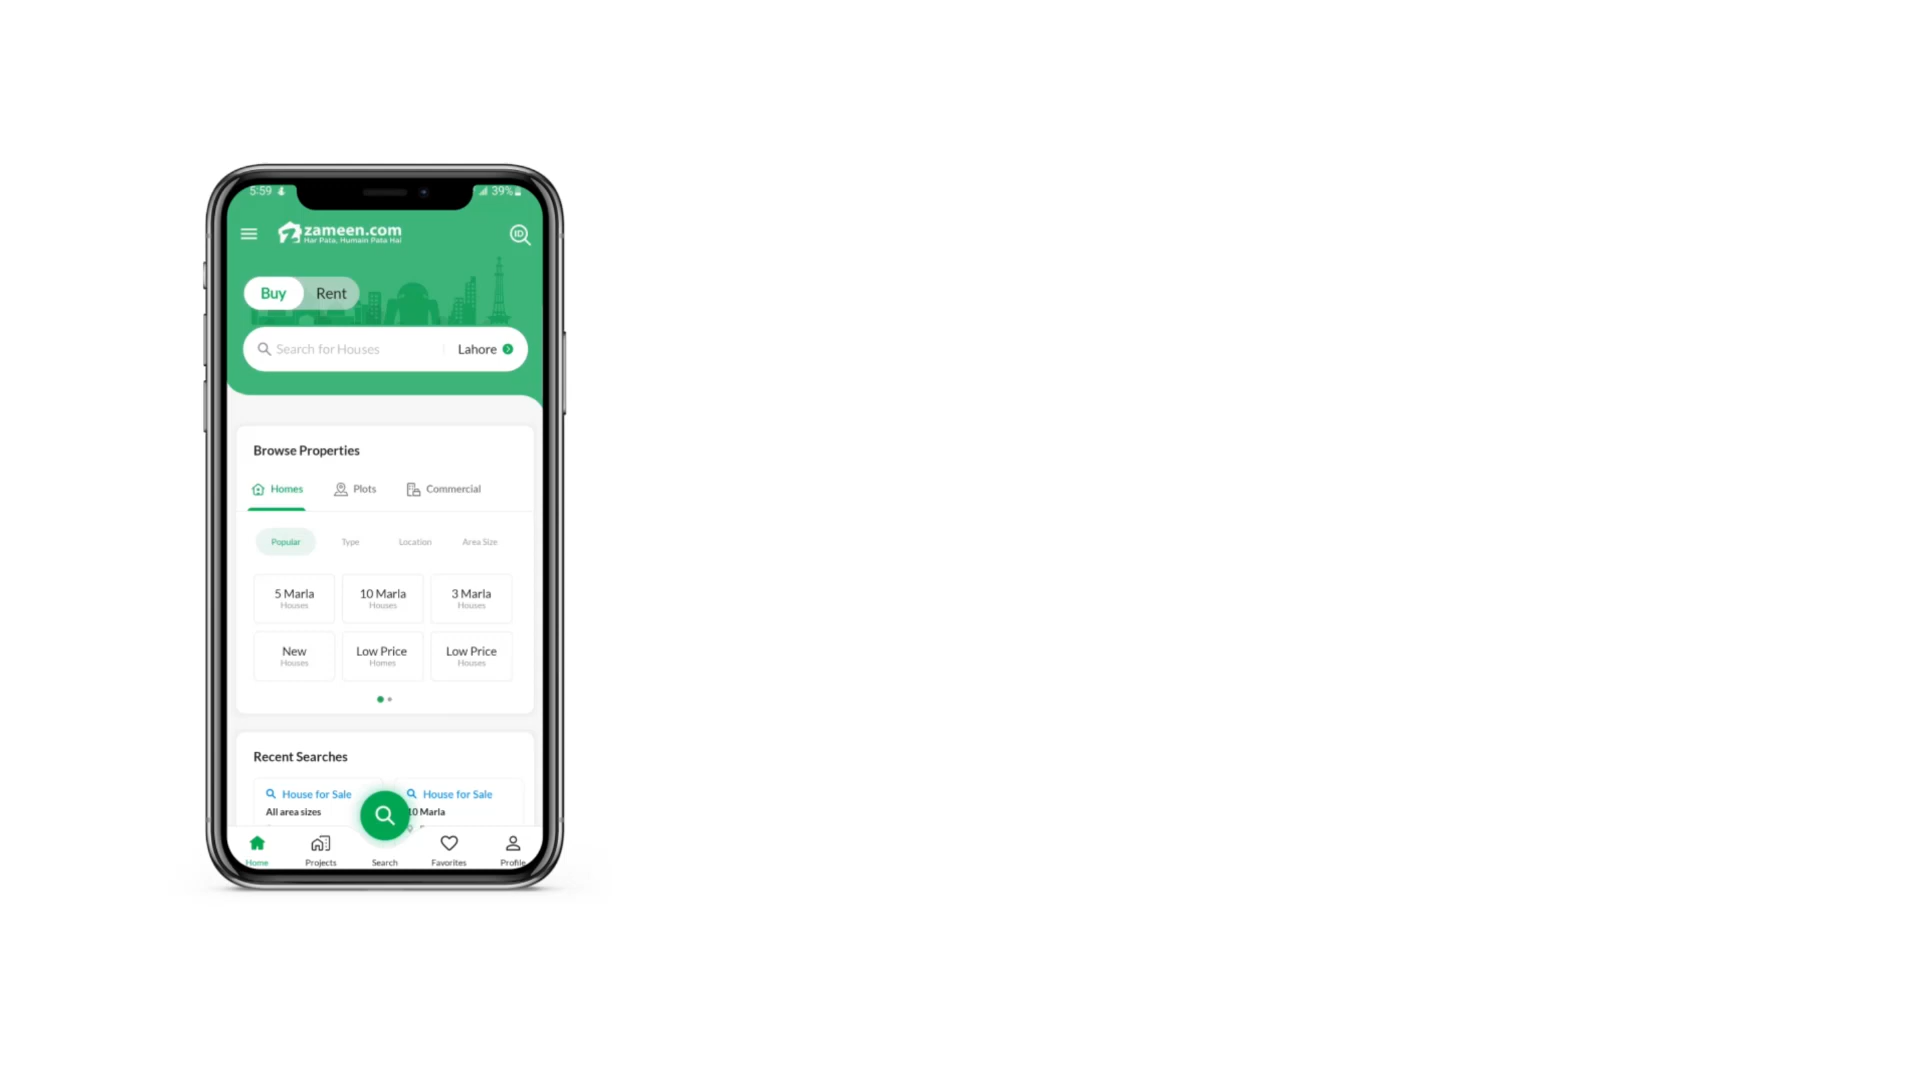 5:59 39%
zameen.com
Har Pata, Humain Pata Hai
ID
Buy Rent
Search for Houses Lahore
Browse Properties
Homes Plots Commercial
Popular Type Location Area Size
5 Marla 10 Marla 3 Marla
Houses Houses Houses
New Low Price Low Price
Houses Homes Houses
Recent Searches
House for Sale House for Sale
All area sizes 10 Marla
Home Projects Search Favorites Profile